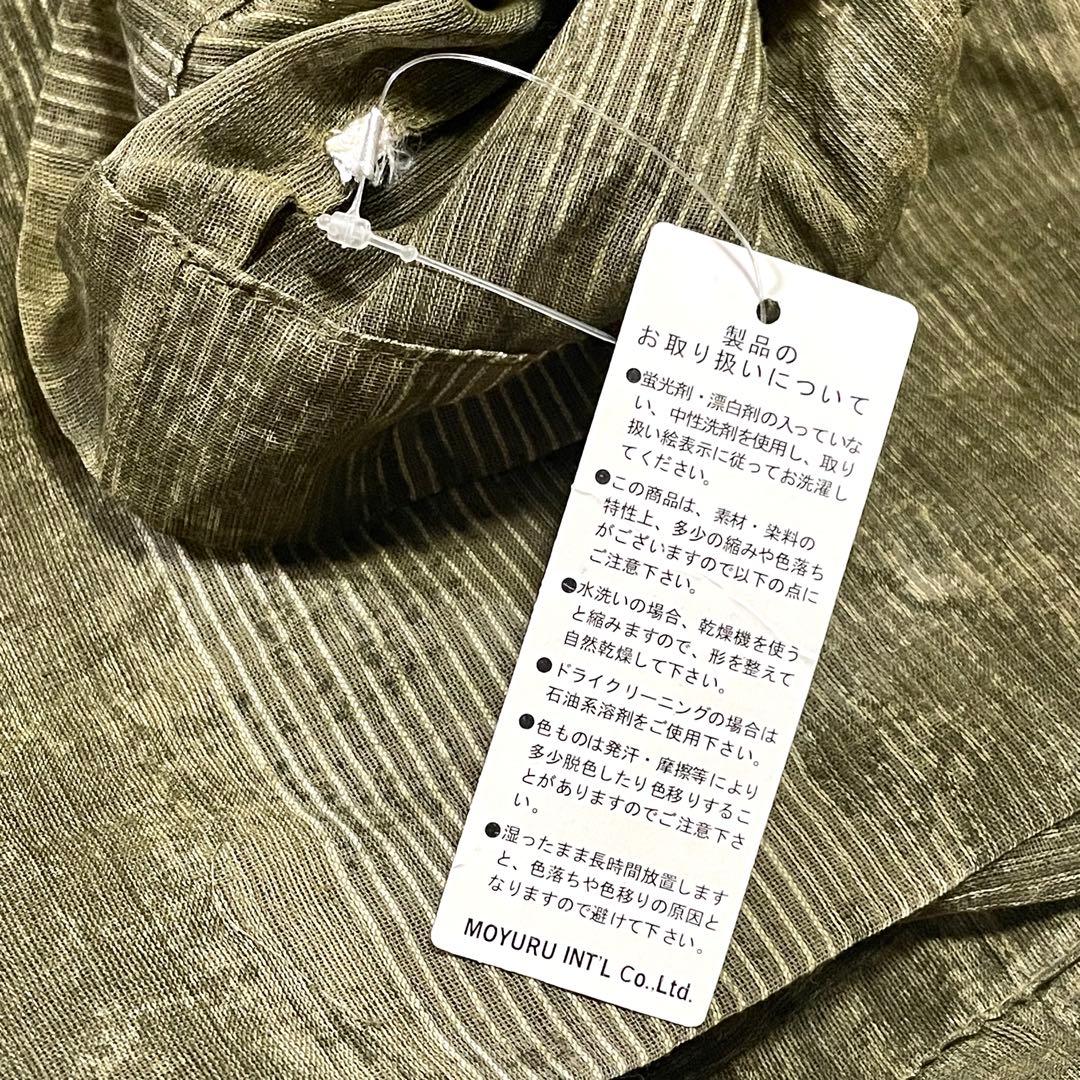 製品の
お取り扱いについて
●蛍光剤・漂白剤の入っていな
い、中性洗剤を使用し、取り
扱い絵表示に従ってお洗濯し
てください。
●この商品は、素材・染料の
特性上、多少の縮みや色落ち
がございますので以下の点に
ご注意下さい。
●水洗いの場合、乾燥機を使う
と縮みますので、形を整えて
自然乾燥して下さい。
●ドライクリーニングの場合は
石油系溶剤をご使用下さい。
●色ものは発汗・摩擦等により
多少脱色したり色移りするこ
とがありますのでご注意下さ
い。
●湿ったまま長時間放置します
と、色落ちや色移りの原因と
なりますので避けて下さい。
MOYURU INT'L Co.,Ltd.